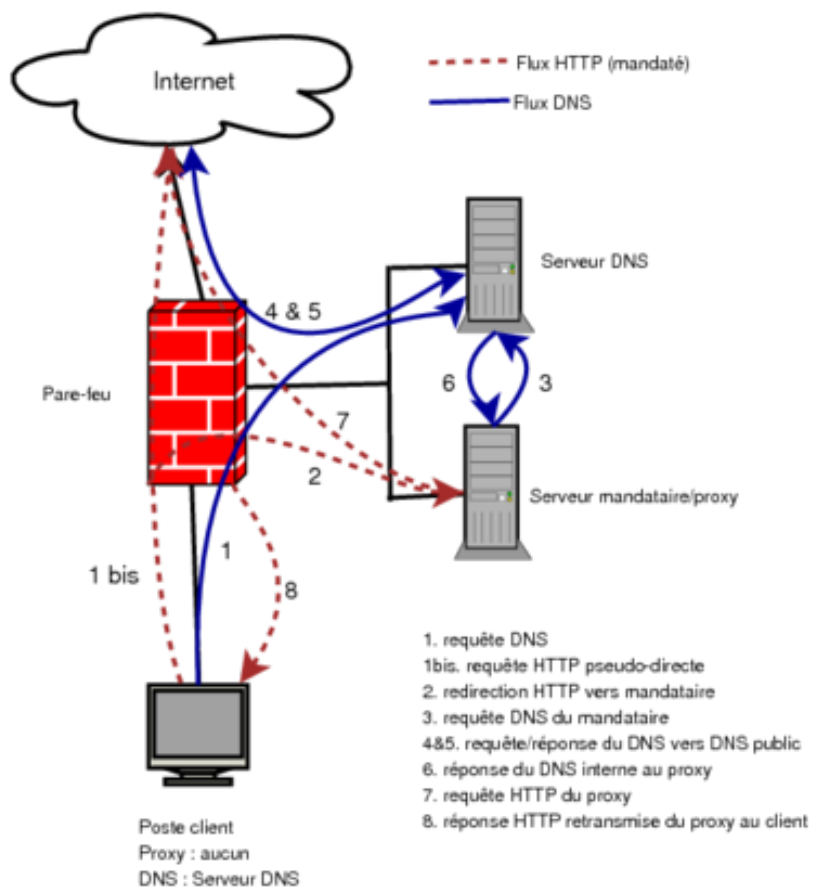 Internet
Flux HTTP (mandaté)
Flux DNS
Serveur DNS
4 & 5
Pare-feu
6
3
7
2
Serveur mandataire/proxy
1
1 bis
8
1. requête DNS
1bis. requête HTTP pseudo-directe
2. redirection HTTP vers mandataire
3. requête DNS du mandataire
4&5. requête/réponse du DNS vers DNS public
6. réponse du DNS interne au proxy
7. requête HTTP du proxy
8. réponse HTTP retransmise du proxy au client
Poste client
Proxy : aucun
DNS : Serveur DNS